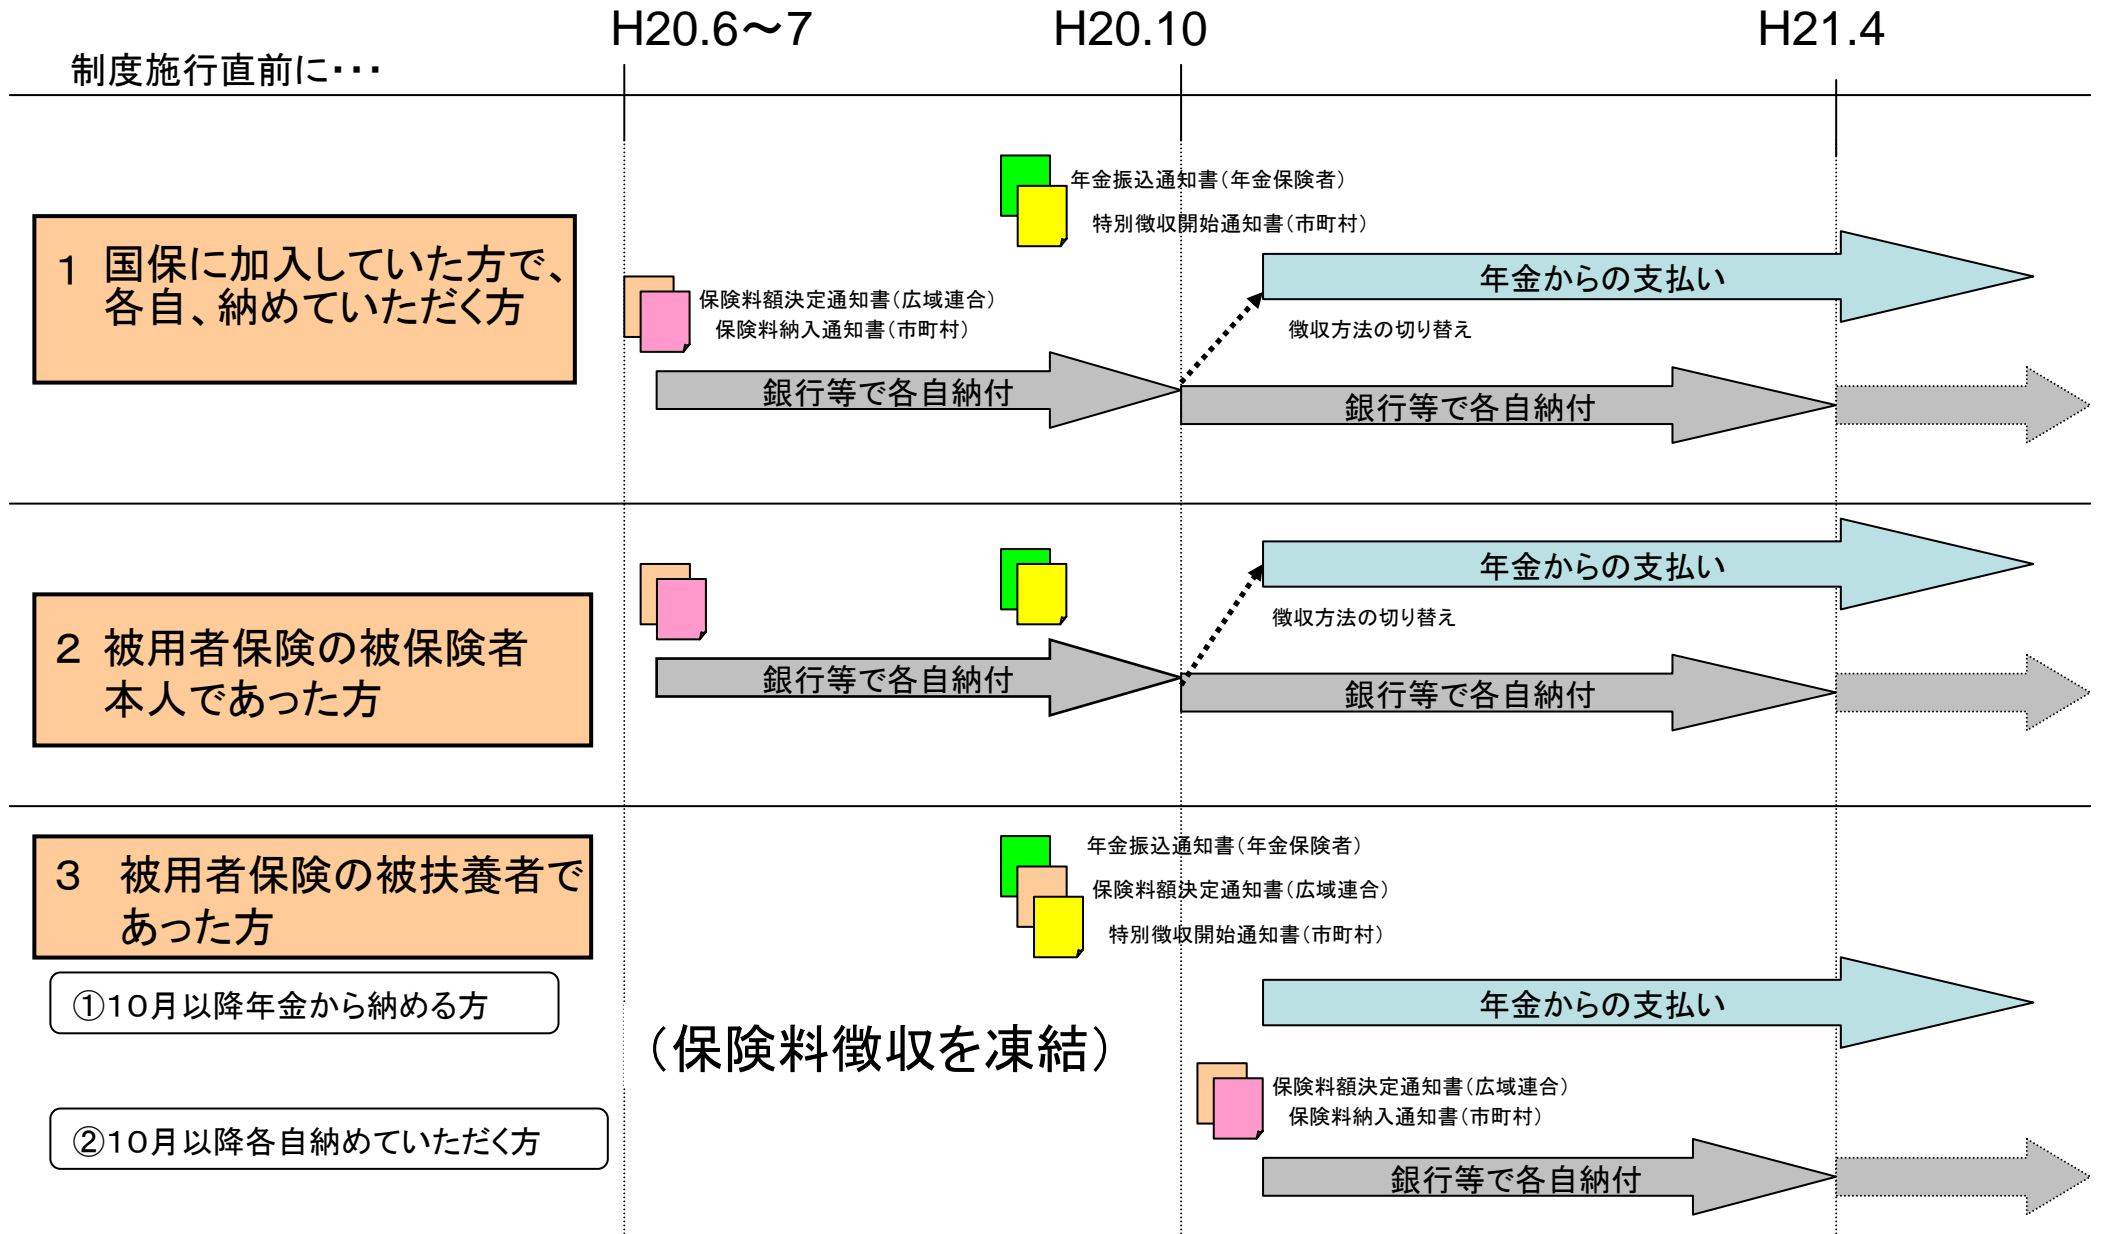 H20.6～7
H20.10
H21.4
制度施行直前に・・・
年金振込通知書（年金保険者）
特別徴収開始通知書（市町村）
１ 国保に加入していた方で、
各自、納めていただく方
保険料額決定通知書（広域連合）
保険料納入通知書（市町村）
年金からの支払い
徴収方法の切り替え
銀行等で各自納付
銀行等で各自納付
年金からの支払い
徴収方法の切り替え
２ 被用者保険の被保険者
本人であった方
銀行等で各自納付
銀行等で各自納付
３ 被用者保険の被扶養者で
あった方
年金振込通知書（年金保険者）
保険料額決定通知書（広域連合）
特別徴収開始通知書（市町村）
①１０月以降年金から納める方
年金からの支払い
（保険料徴収を凍結）
保険料額決定通知書（広域連合）
保険料納入通知書（市町村）
②１０月以降各自納めていただく方
銀行等で各自納付